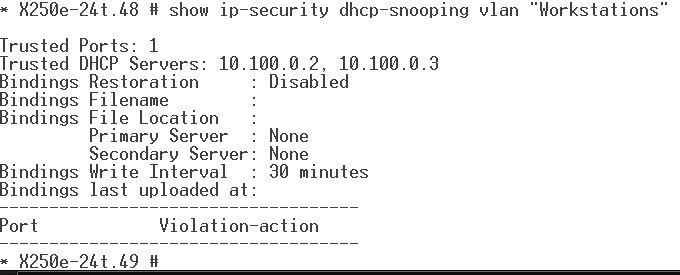 * X250e-24t.48 # show ip-security dhcp-snooping vlan "Workstations"
Trusted Ports: 1
Trusted DHCP Servers: 10.100.0.2, 10.100.0.3
Bindings Restoration     : Disabled
Bindings Filename        :
Bindings File Location   :
         Primary Server  : None
         Secondary Server: None
Bindings Write Interval  : 30 minutes
Bindings last uploaded at:
------------------------------------
Port            Violation-action
------------------------------------
* X250e-24t.49 #